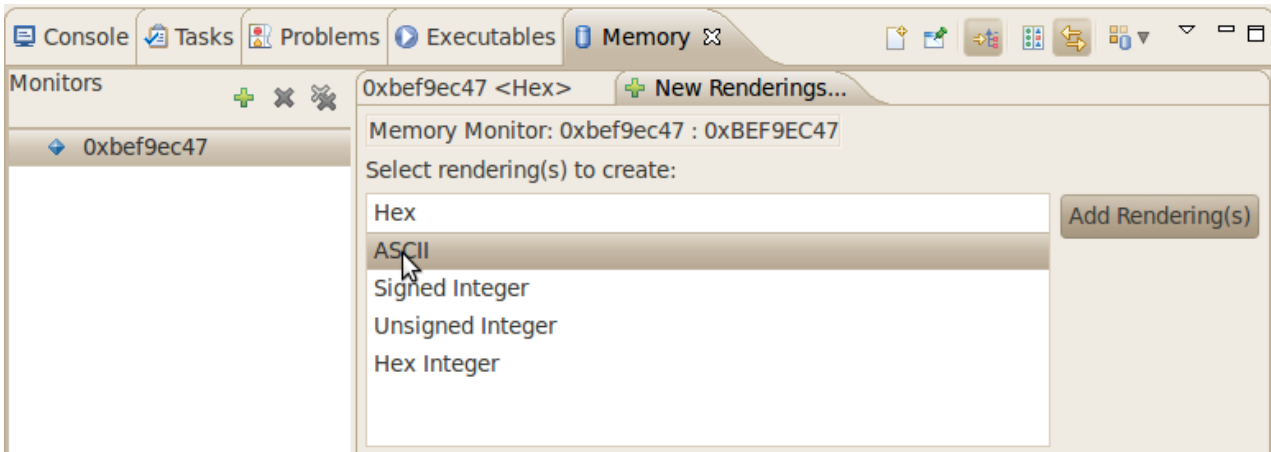 Console Tasks Problems Executables Memory
Monitors
0xbef9ec47
0xbef9ec47 <Hex> New Renderings...
Memory Monitor: 0xbef9ec47 : 0xBEF9EC47
Select rendering(s) to create:
Hex
Add Rendering(s)
ASCII
Signed Integer
Unsigned Integer
Hex Integer